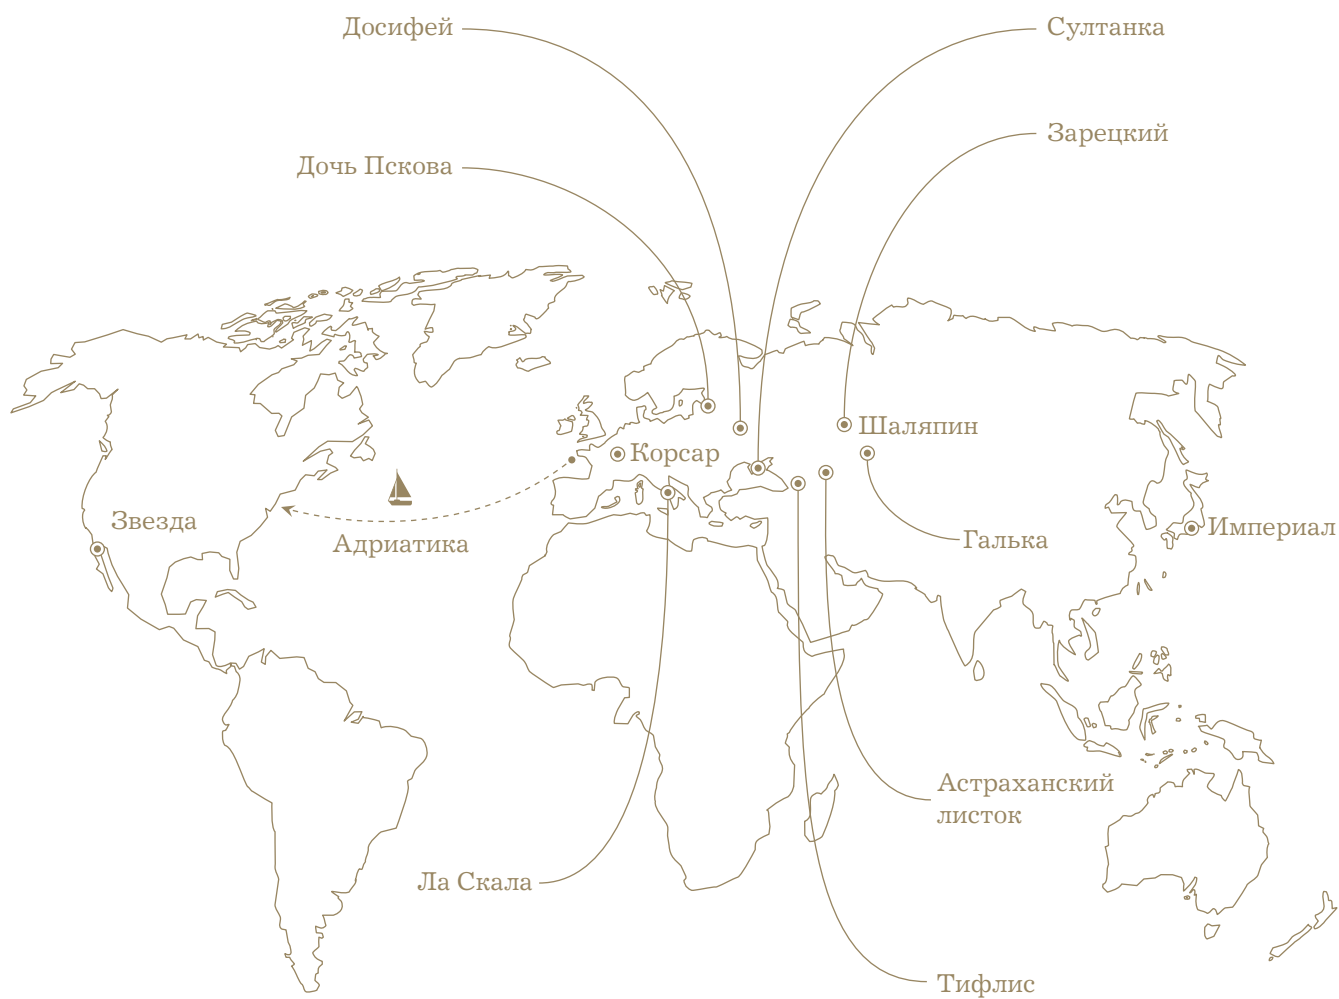 Досифей
Султанка
Зарецкий
Дочь Пскова
Шаляпин
Корсар
Звезда
Империал
Адриатика
Галька
Астраханский
листок
Ла Скала
Тифлис